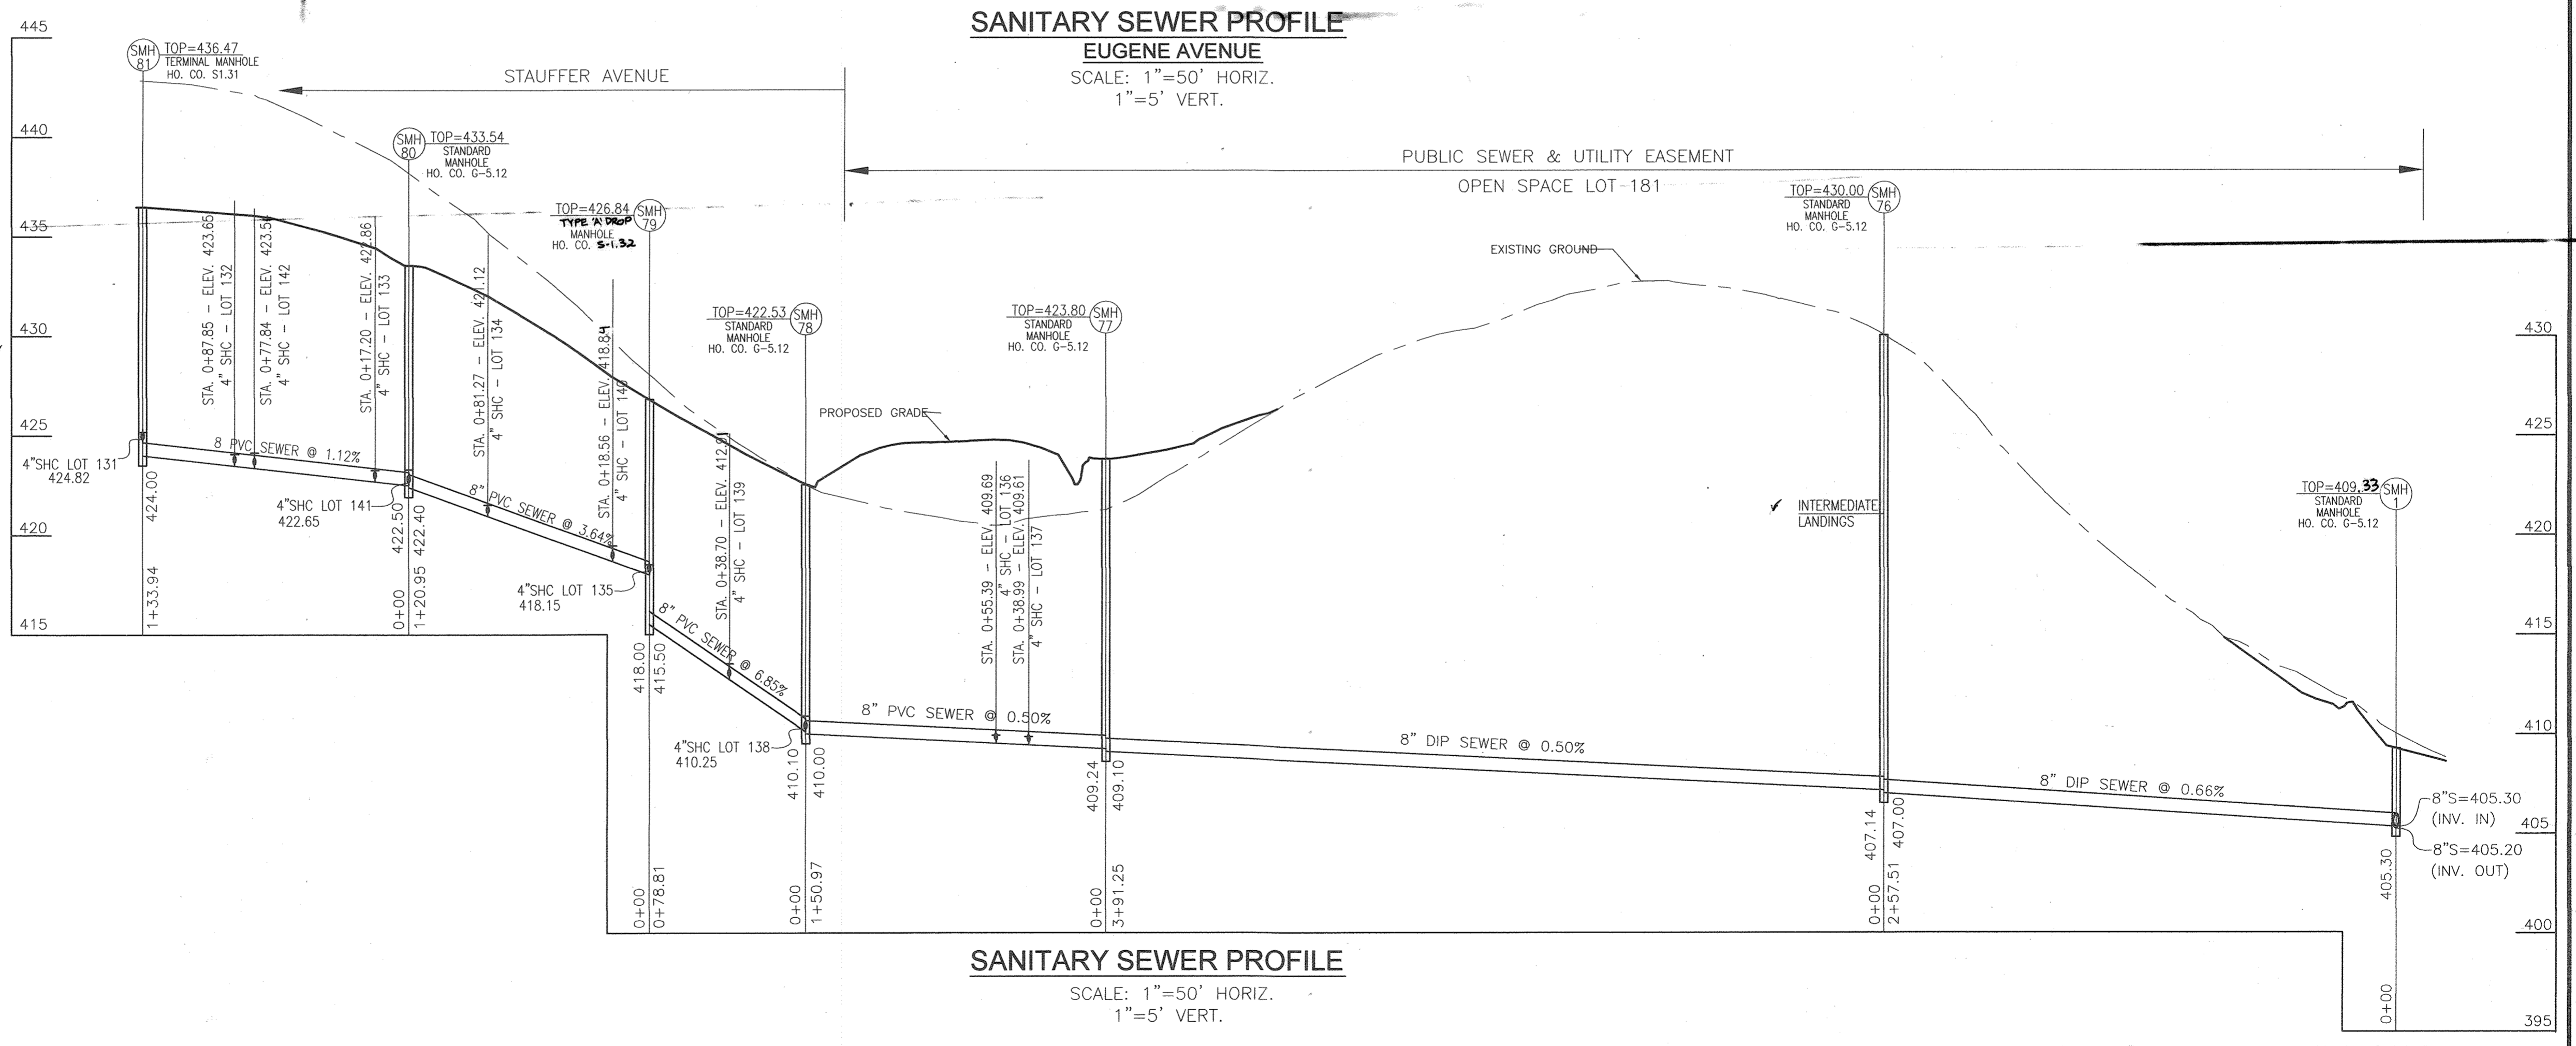 SANITARY SEWER PROFILE
EUGENE AVENUE
SCALE: 1"=50' HORIZ.
1"=5' VERT.
445
440
435
430
425
420
415
SMH
81
TOP=436.47
TERMINAL MANHOLE
HO. CO. S1.31
STAUFFER AVENUE
SMH
80
TOP=433.54
STANDARD
MANHOLE
HO. CO. G-5.12
PUBLIC SEWER & UTILITY EASEMENT
OPEN SPACE LOT 181
TOP=426.84
SMH
79
TYPE 'A' DROP
MANHOLE
HO. CO. S-1.32
TOP=422.53
SMH
78
STANDARD
MANHOLE
HO. CO. G-5.12
TOP=423.80
SMH
77
STANDARD
MANHOLE
HO. CO. G-5.12
TOP=430.00
SMH
76
STANDARD
MANHOLE
HO. CO. G-5.12
TOP=409.33
SMH
1
STANDARD
MANHOLE
HO. CO. G-5.12
EXISTING GROUND
PROPOSED GRADE
INTERMEDIATE
LANDINGS
STA. 0+87.85 - ELEV. 423.65
4" SHC - LOT 132
STA. 0+77.84 - ELEV. 423.54
4" SHC - LOT 142
STA. 0+17.20 - ELEV. 422.86
4" SHC - LOT 133
STA. 0+81.27 - ELEV. 421.12
4" SHC - LOT 134
STA. 0+18.56 - ELEV. 418.84
4" SHC - LOT 140
STA. 0+38.70 - ELEV. 412.91
4" SHC - LOT 139
STA. 0+55.39 - ELEV. 409.69
4" SHC - LOT 136
STA. 0+38.99 - ELEV. 409.61
4" SHC - LOT 137
8 PVC SEWER @ 1.12%
8" PVC SEWER @ 3.64%
8" PVC SEWER @ 6.85%
8" PVC SEWER @ 0.50%
8" DIP SEWER @ 0.50%
8" DIP SEWER @ 0.66%
4"SHC LOT 131
424.82
4"SHC LOT 141
422.65
4"SHC LOT 135
418.15
4"SHC LOT 138
410.25
8"S=405.30
(INV. IN)
8"S=405.20
(INV. OUT)
424.00
1+33.94
422.50
422.40
0+00
1+20.95
418.00
415.50
0+00
0+78.81
410.10
410.00
0+00
1+50.97
409.24
409.10
0+00
3+91.25
407.14
407.00
0+00
2+57.51
405.30
0+00
430
425
420
415
410
405
400
395
SANITARY SEWER PROFILE
SCALE: 1"=50' HORIZ.
1"=5' VERT.